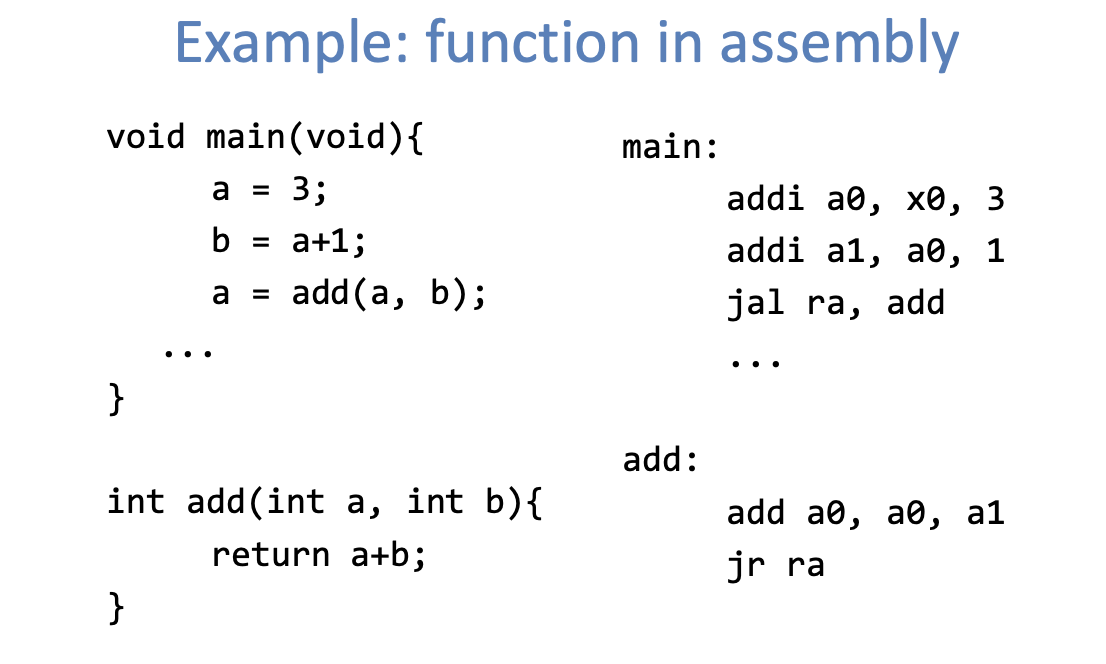 Example: function in assembly
void main(void){
a = 3;
b = a+1;
a = add(a, b);
...
}
int add(int a, int b){
return a+b;
}
main:
addi a0, x0, 3
addi a1, a0, 1
jal ra, add
...
add:
add a0, a0, a1
jr ra